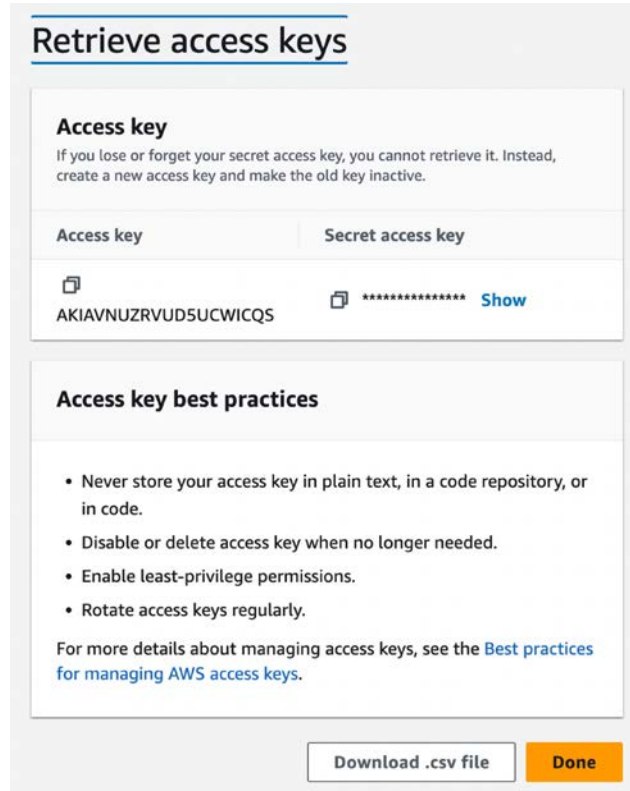 Retrieve access keys
Access key
If you lose or forget your secret access key, you cannot retrieve it. Instead,
create a new access key and make the old key inactive.
Access key
Secret access key
AKIAVNUZRVUD5UCWICQS
*************** Show
Access key best practices
• Never store your access key in plain text, in a code repository, or
in code.
• Disable or delete access key when no longer needed.
• Enable least-privilege permissions.
• Rotate access keys regularly.
For more details about managing access keys, see the Best practices
for managing AWS access keys.
Download .csv file
Done